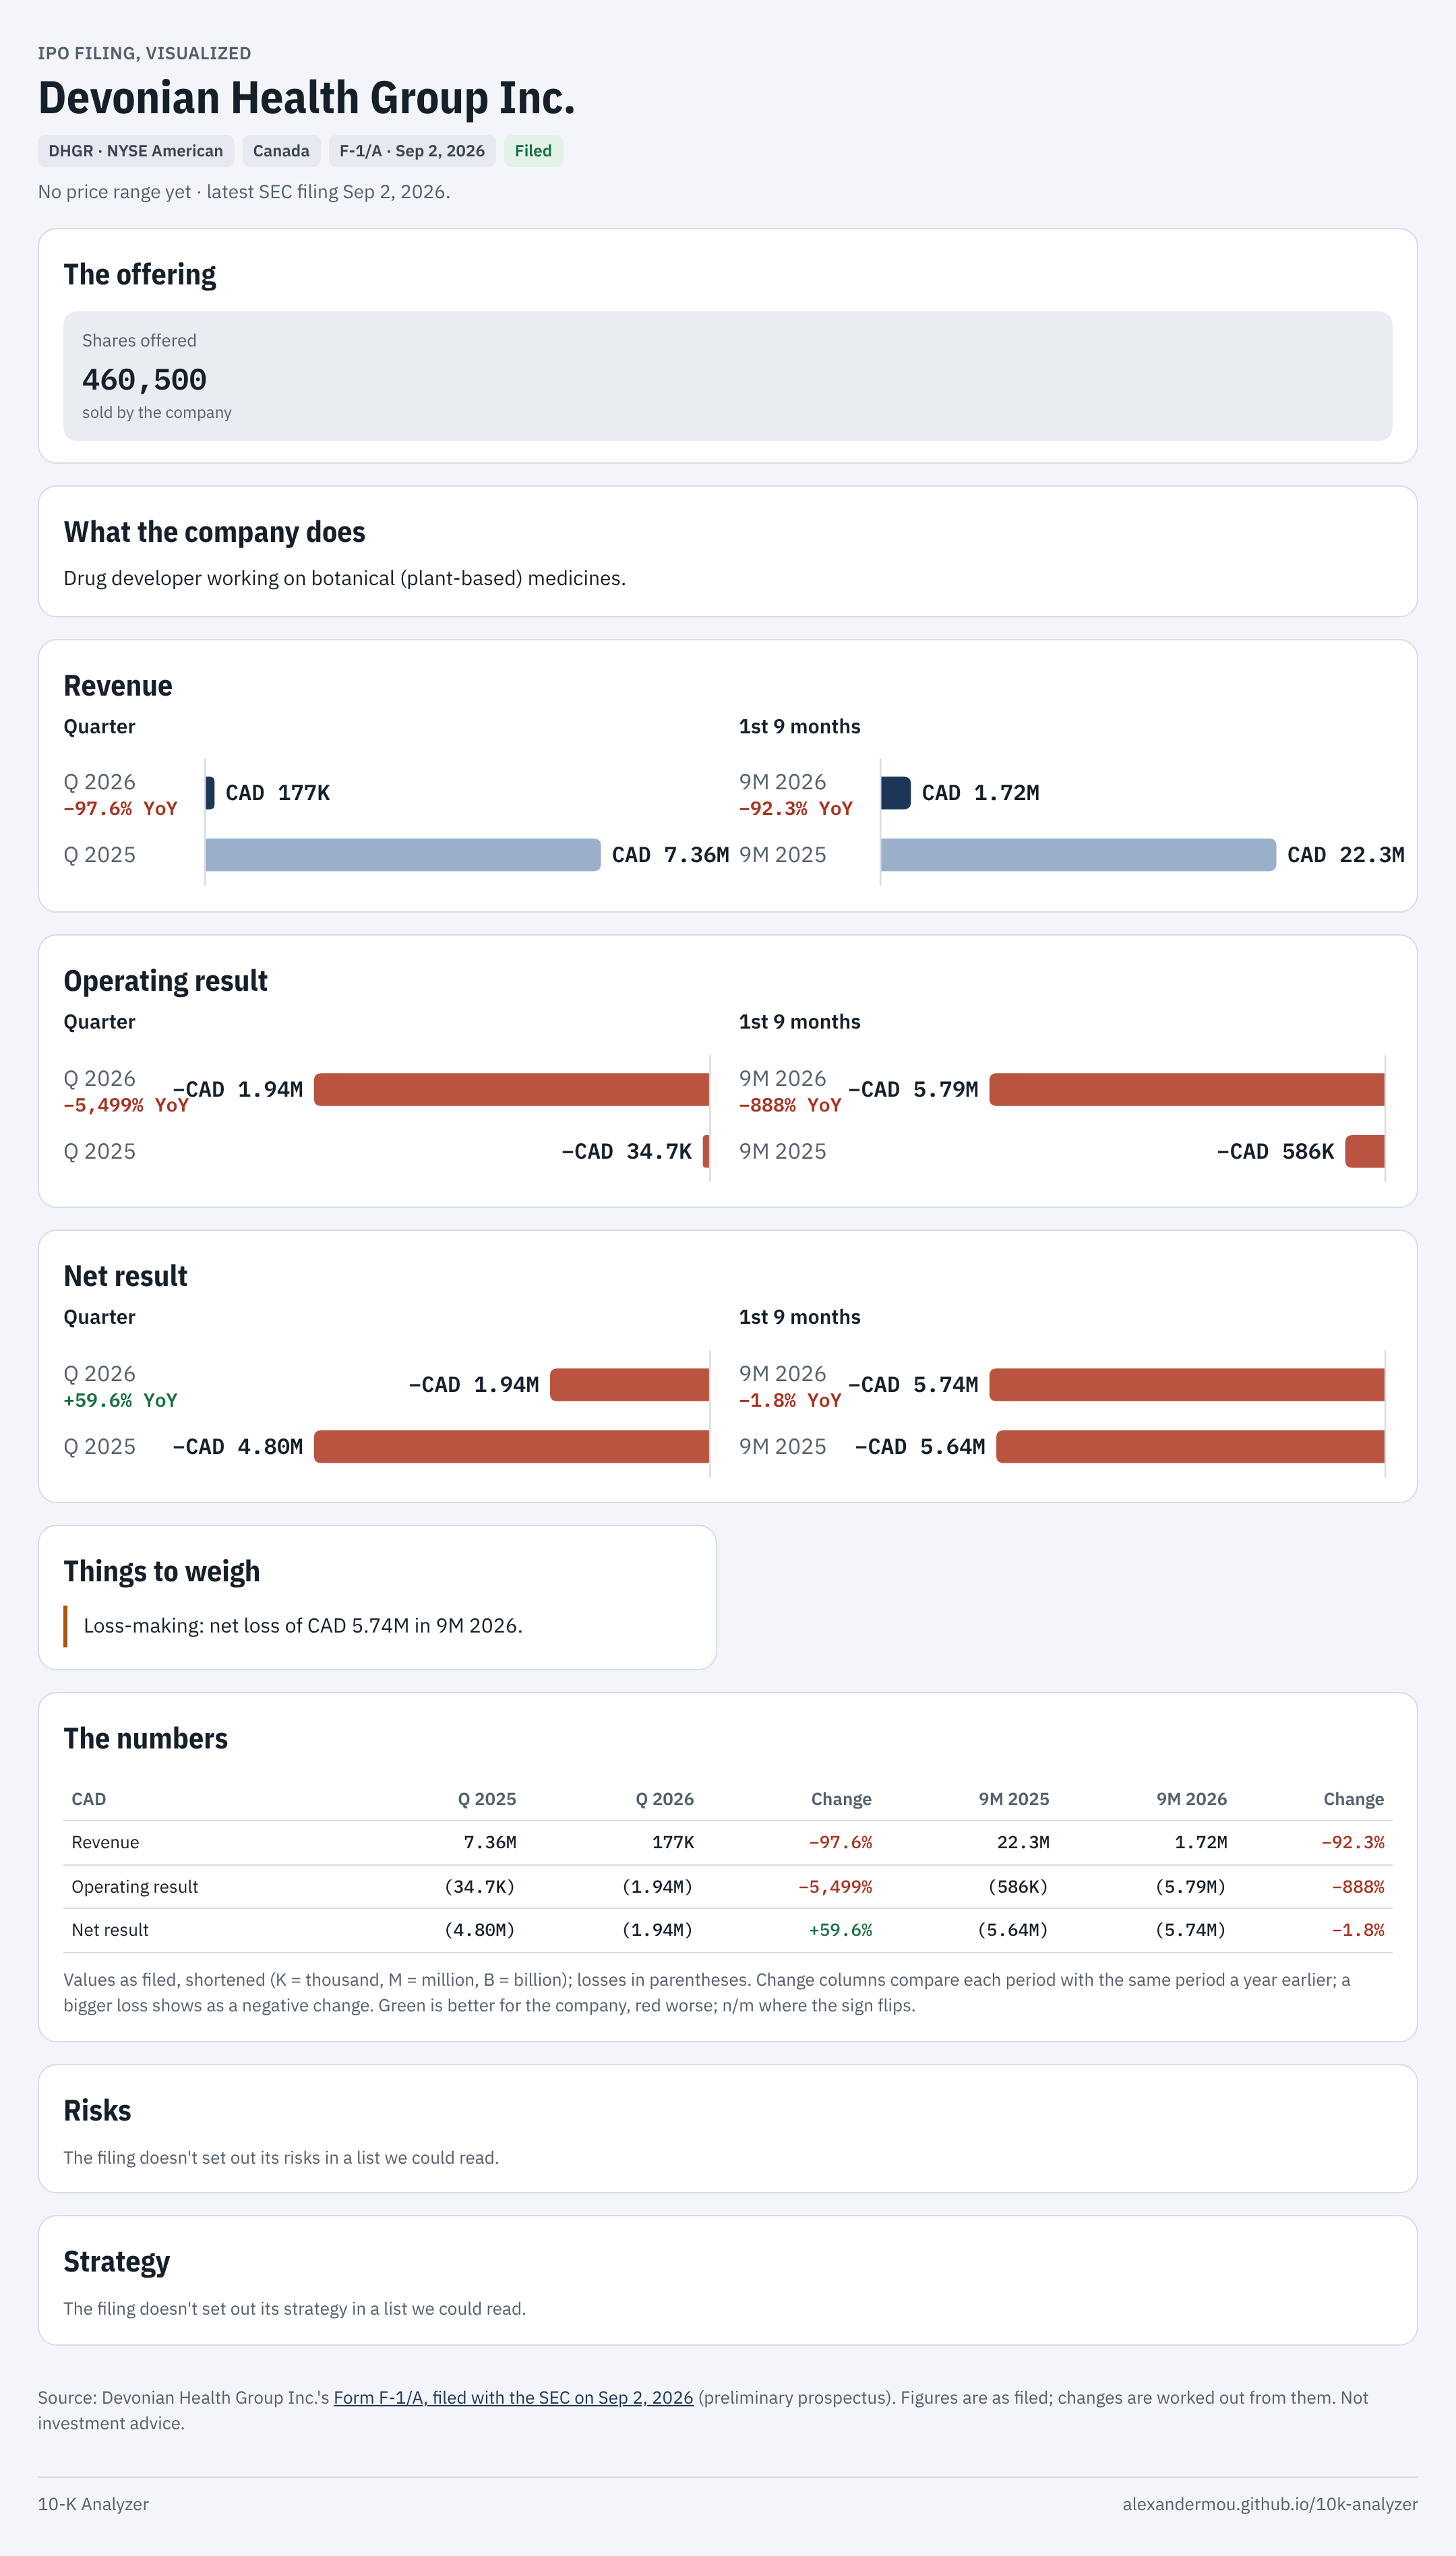 IPO FILING, VISUALIZED
Devonian Health Group Inc.
DHGR · NYSE American
Canada
F-1/A · Sep 2, 2026
Filed
No price range yet · latest SEC filing Sep 2, 2026.
The offering
Shares offered
460,500
sold by the company
What the company does
Drug developer working on botanical (plant-based) medicines.
Revenue
Quarter
Q 2026
−97.6% YoY
CAD 177K
Q 2025
CAD 7.36M
1st 9 months
9M 2026
−92.3% YoY
CAD 1.72M
9M 2025
CAD 22.3M
Operating result
Quarter
Q 2026
−5,499% YoY
−CAD 1.94M
Q 2025
−CAD 34.7K
1st 9 months
9M 2026
−888% YoY
−CAD 5.79M
9M 2025
−CAD 586K
Net result
Quarter
Q 2026
+59.6% YoY
−CAD 1.94M
Q 2025
−CAD 4.80M
1st 9 months
9M 2026
−1.8% YoY
−CAD 5.74M
9M 2025
−CAD 5.64M
Things to weigh
Loss-making: net loss of CAD 5.74M in 9M 2026.
The numbers
CAD Q 2025 Q 2026 Change 9M 2025 9M 2026 Change
Revenue 7.36M 177K −97.6% 22.3M 1.72M −92.3%
Operating result (34.7K) (1.94M) −5,499% (586K) (5.79M) −888%
Net result (4.80M) (1.94M) +59.6% (5.64M) (5.74M) −1.8%
Values as filed, shortened (K = thousand, M = million, B = billion); losses in parentheses. Change columns compare each period with the same period a year earlier; a
bigger loss shows as a negative change. Green is better for the company, red worse; n/m where the sign flips.
Risks
The filing doesn't set out its risks in a list we could read.
Strategy
The filing doesn't set out its strategy in a list we could read.
Source: Devonian Health Group Inc.'s Form F-1/A, filed with the SEC on Sep 2, 2026 (preliminary prospectus). Figures are as filed; changes are worked out from them. Not
investment advice.
10-K Analyzer
alexandermou.github.io/10k-analyzer